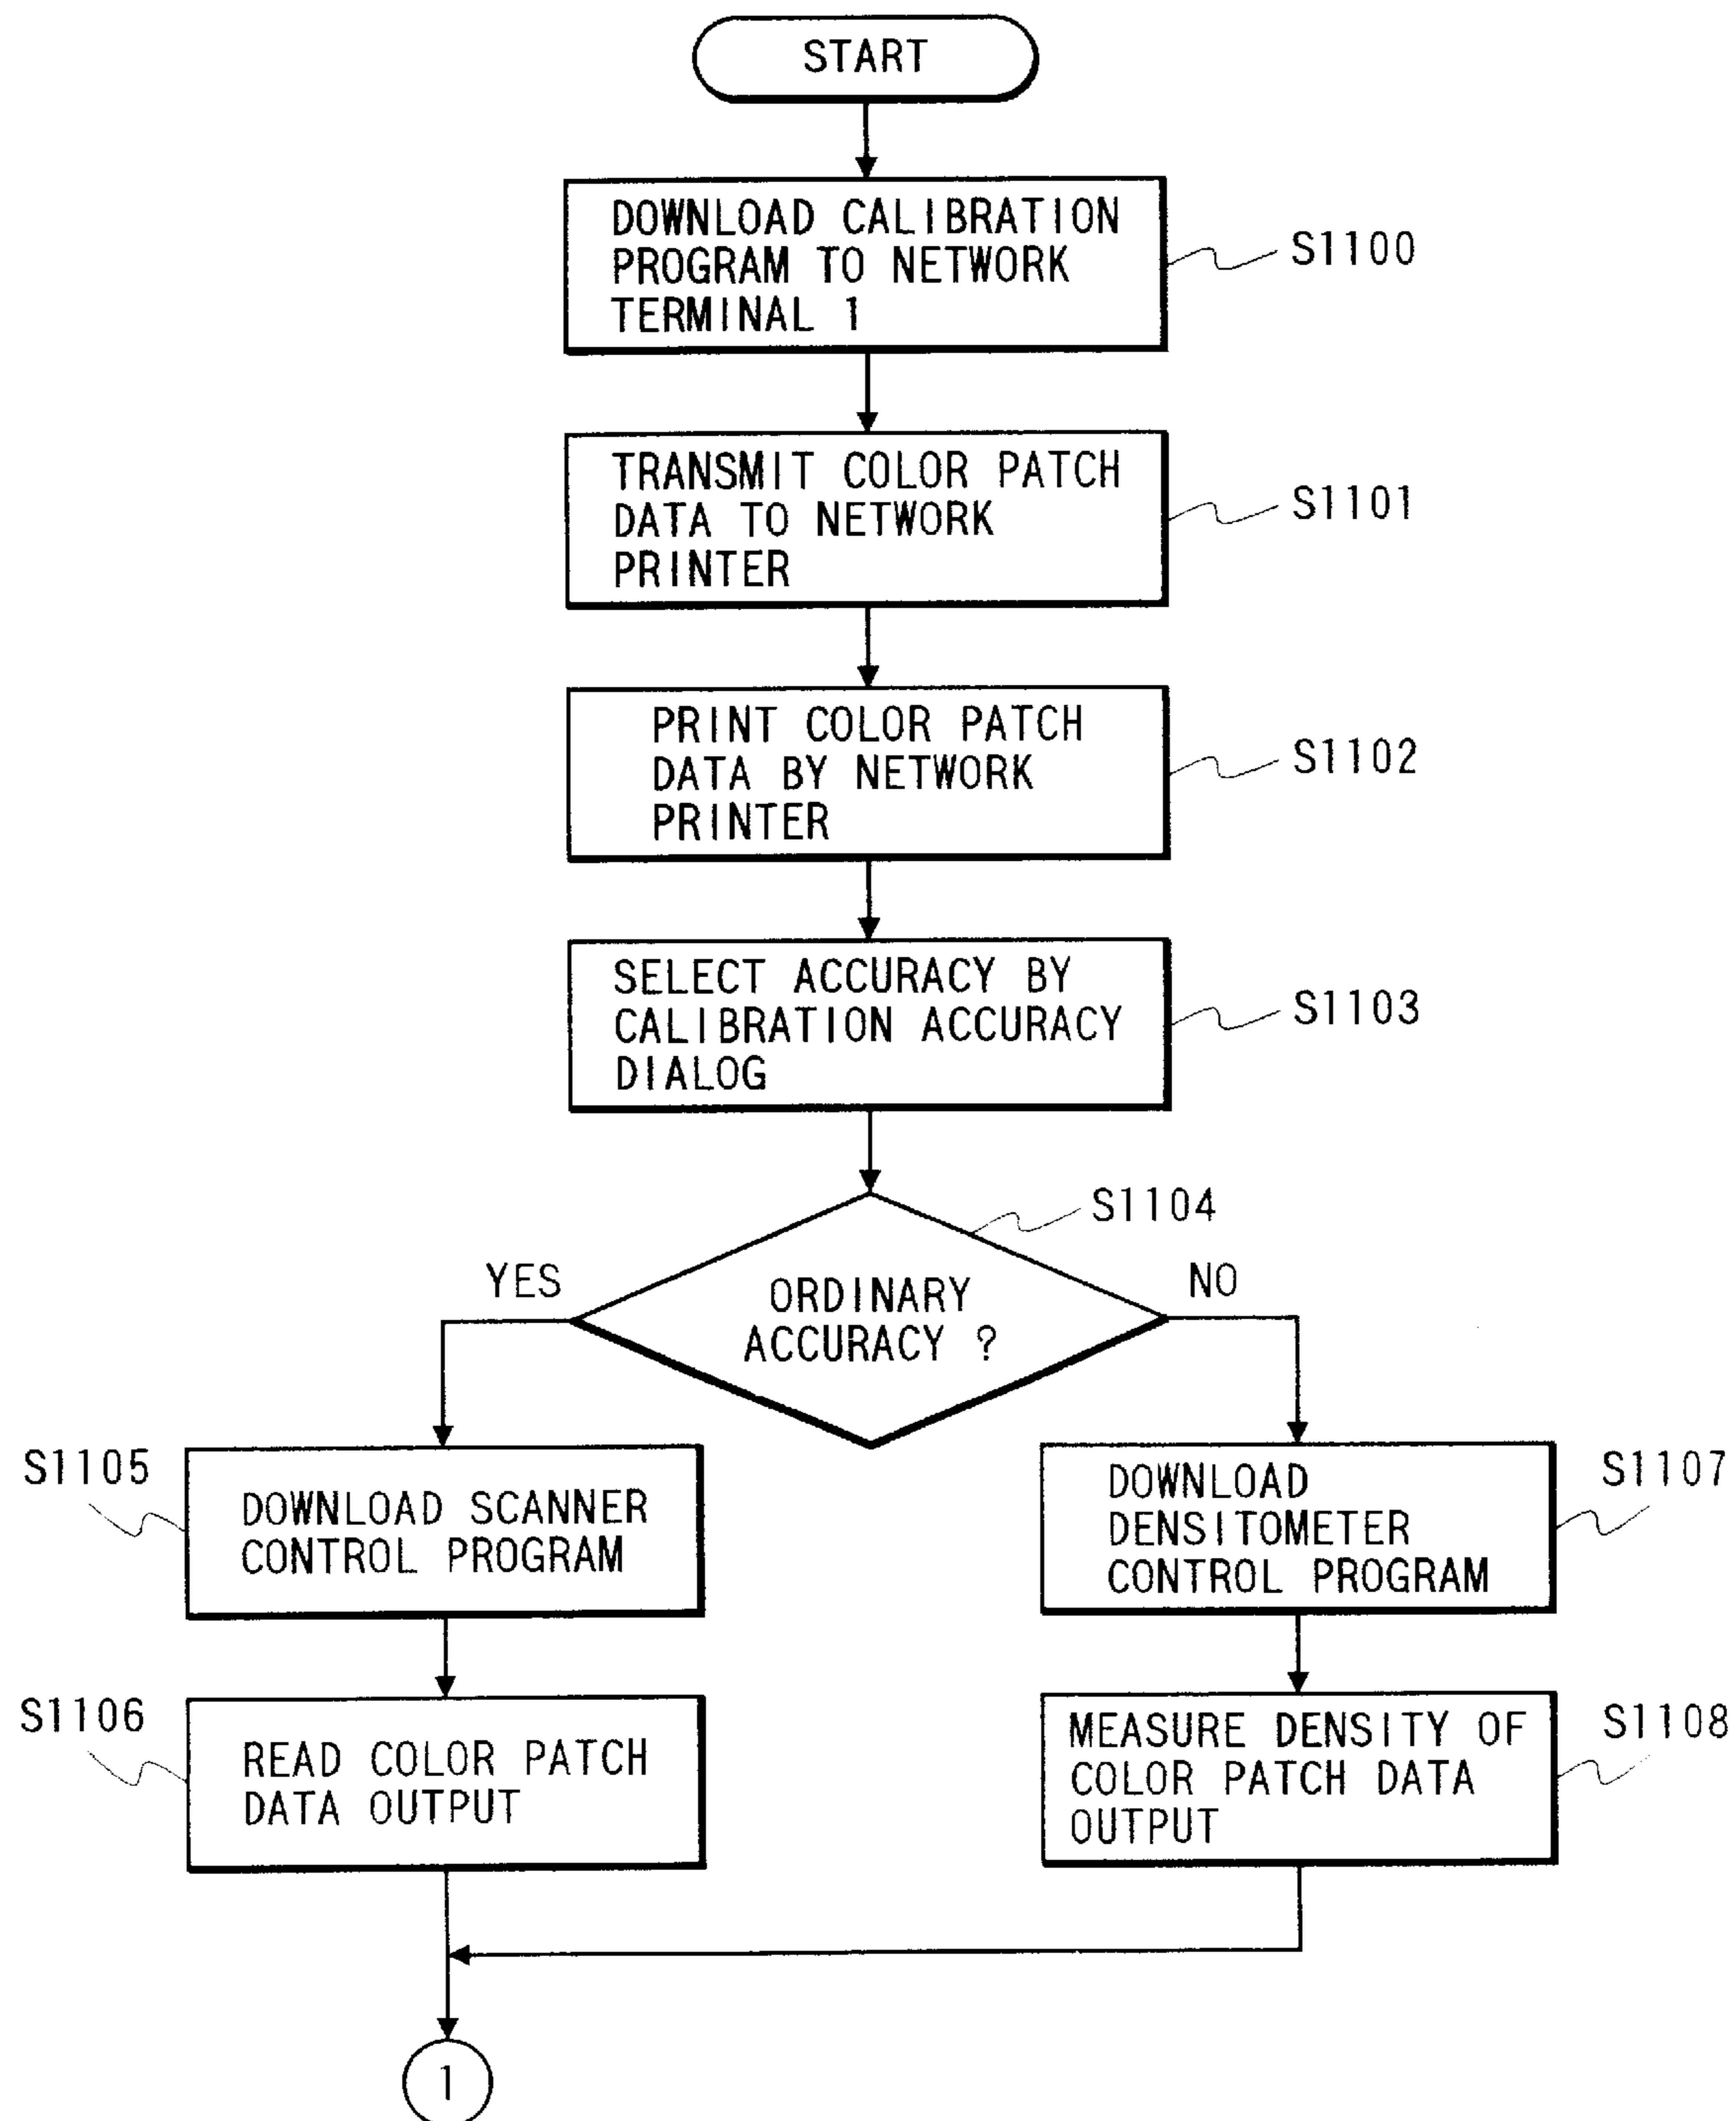 START
DOWNLOAD CALIBRATION
PROGRAM TO NETWORK
TERMINAL 1
S1100
TRANSMIT COLOR PATCH
DATA TO NETWORK
PRINTER
S1101
PRINT COLOR PATCH
DATA BY NETWORK
PRINTER
S1102
SELECT ACCURACY BY
CALIBRATION ACCURACY
DIALOG
S1103
S1104
YES
ORDINARY
ACCURACY ?
NO
S1105
DOWNLOAD SCANNER
CONTROL PROGRAM
S1107
DOWNLOAD
DENSITOMETER
CONTROL PROGRAM
S1106
READ COLOR PATCH
DATA OUTPUT
S1108
MEASURE DENSITY OF
COLOR PATCH DATA
OUTPUT
1